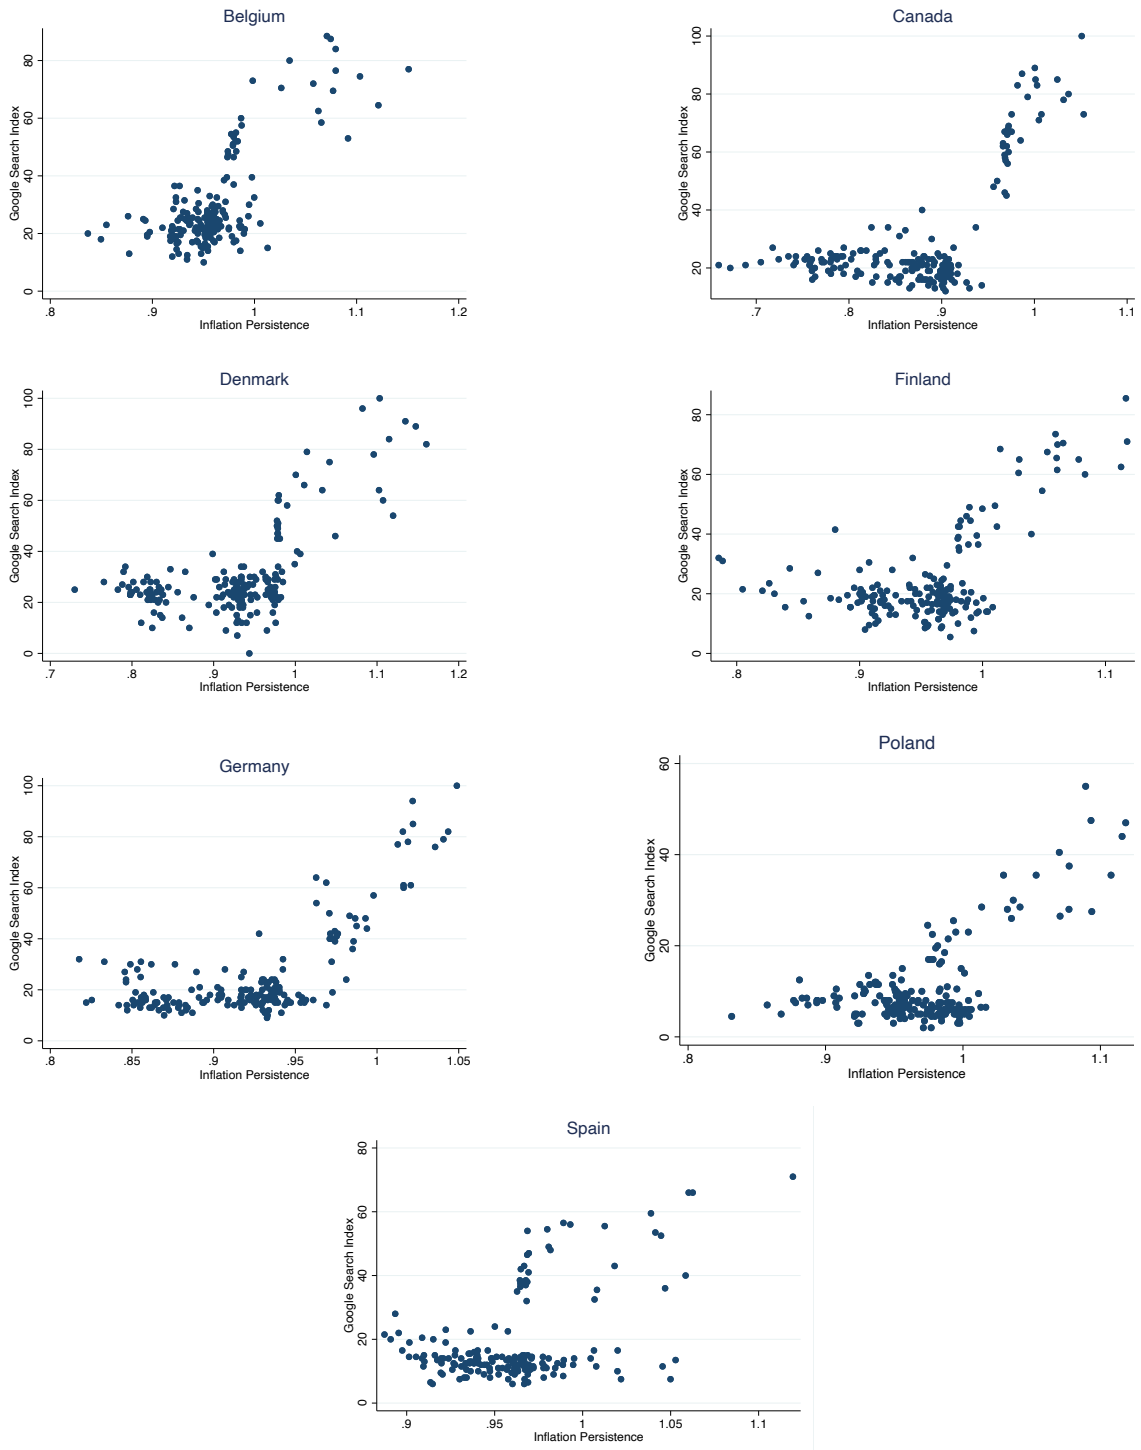 Belgium
Google Search Index
80
60
40
20
0
.8 .9 1 1.1 1.2
Inflation Persistence
Canada
Google Search Index
100
80
60
40
20
.7 .8 .9 1 1.1
Inflation Persistence
Denmark
Google Search Index
100
80
60
40
20
0
.7 .8 .9 1 1.1 1.2
Inflation Persistence
Finland
Google Search Index
80
60
40
20
0
.8 .9 1 1.1
Inflation Persistence
Germany
Google Search Index
100
80
60
40
20
0
.8 .85 .9 .95 1 1.05
Inflation Persistence
Poland
Google Search Index
60
40
20
0
.8 .9 1 1.1
Inflation Persistence
Spain
Google Search Index
80
60
40
20
0
.9 .95 1 1.05 1.1
Inflation Persistence